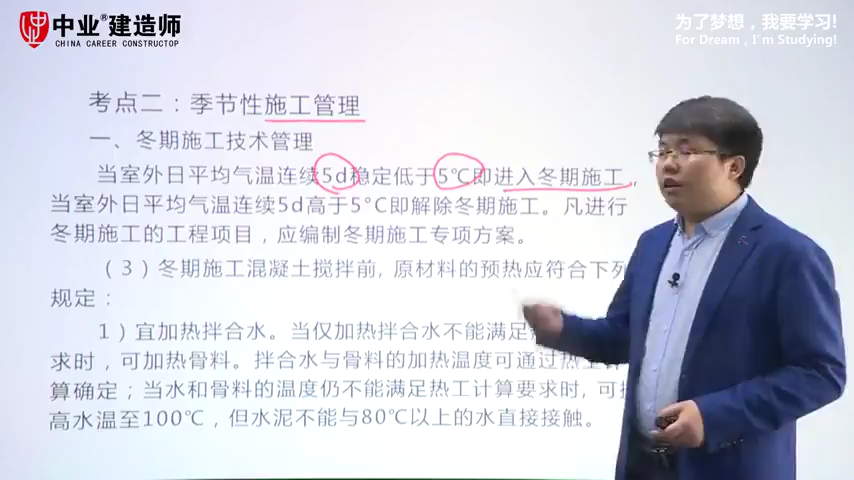 中业®建造师
CHINA CAREER CONSTRUCTOP
为了梦想，我要学习!
For Dream , I'm Studying!
考点二：季节性施工管理
一、冬期施工技术管理
当室外日平均气温连续5d稳定低于5℃即进入冬期施工，
当室外日平均气温连续5d高于5°C即解除冬期施工。凡进行
冬期施工的工程项目，应编制冬期施工专项方案。
（3）冬期施工混凝土搅拌前，原材料的预热应符合下列
规定：
1）宜加热拌合水。当仅加热拌合水不能满足
求时，可加热骨料。拌合水与骨料的加热温度可通过热工计
算确定；当水和骨料的温度仍不能满足热工计算要求时，可提
高水温至100℃，但水泥不能与80℃以上的水直接接触。